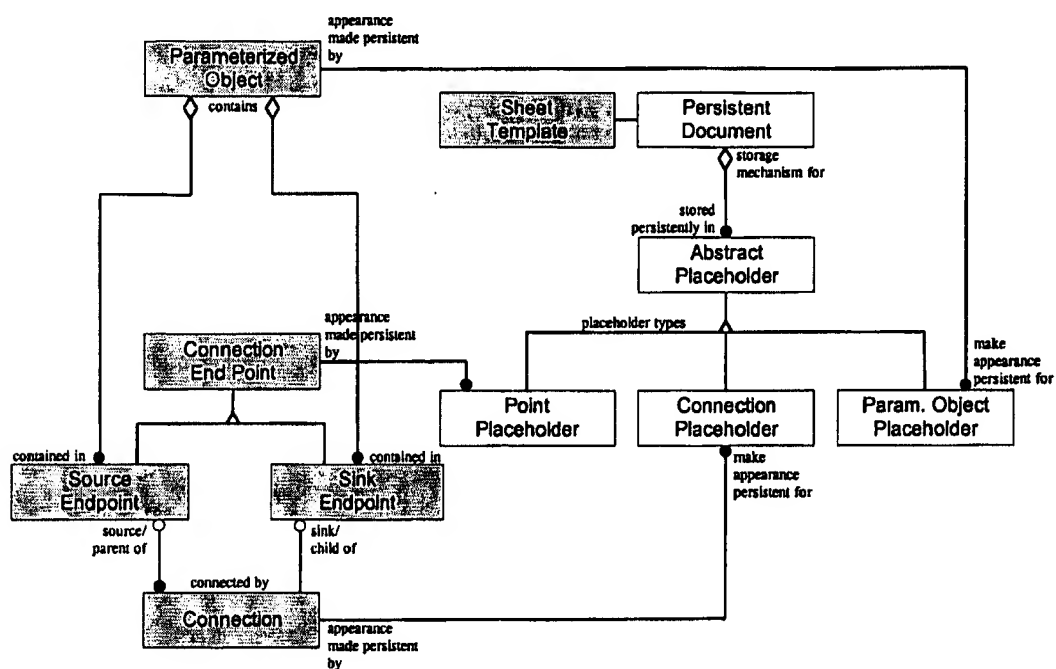 appearance
made persistent
by
Parameterized
Object
contains
Sheet
Template
Persistent
Document
storage
mechanism for
stored
persistently in
Abstract
Placeholder
appearance
made persistent
by
placeholder types
Connection
End Point
make
appearance
persistent for
Point
Placeholder
Connection
Placeholder
Param. Object
Placeholder
contained in
contained in
Source
Endpoint
Sink
Endpoint
make
appearance
persistent for
source/
parent of
sink/
child of
connected by
Connection
appearance
made persistent
by